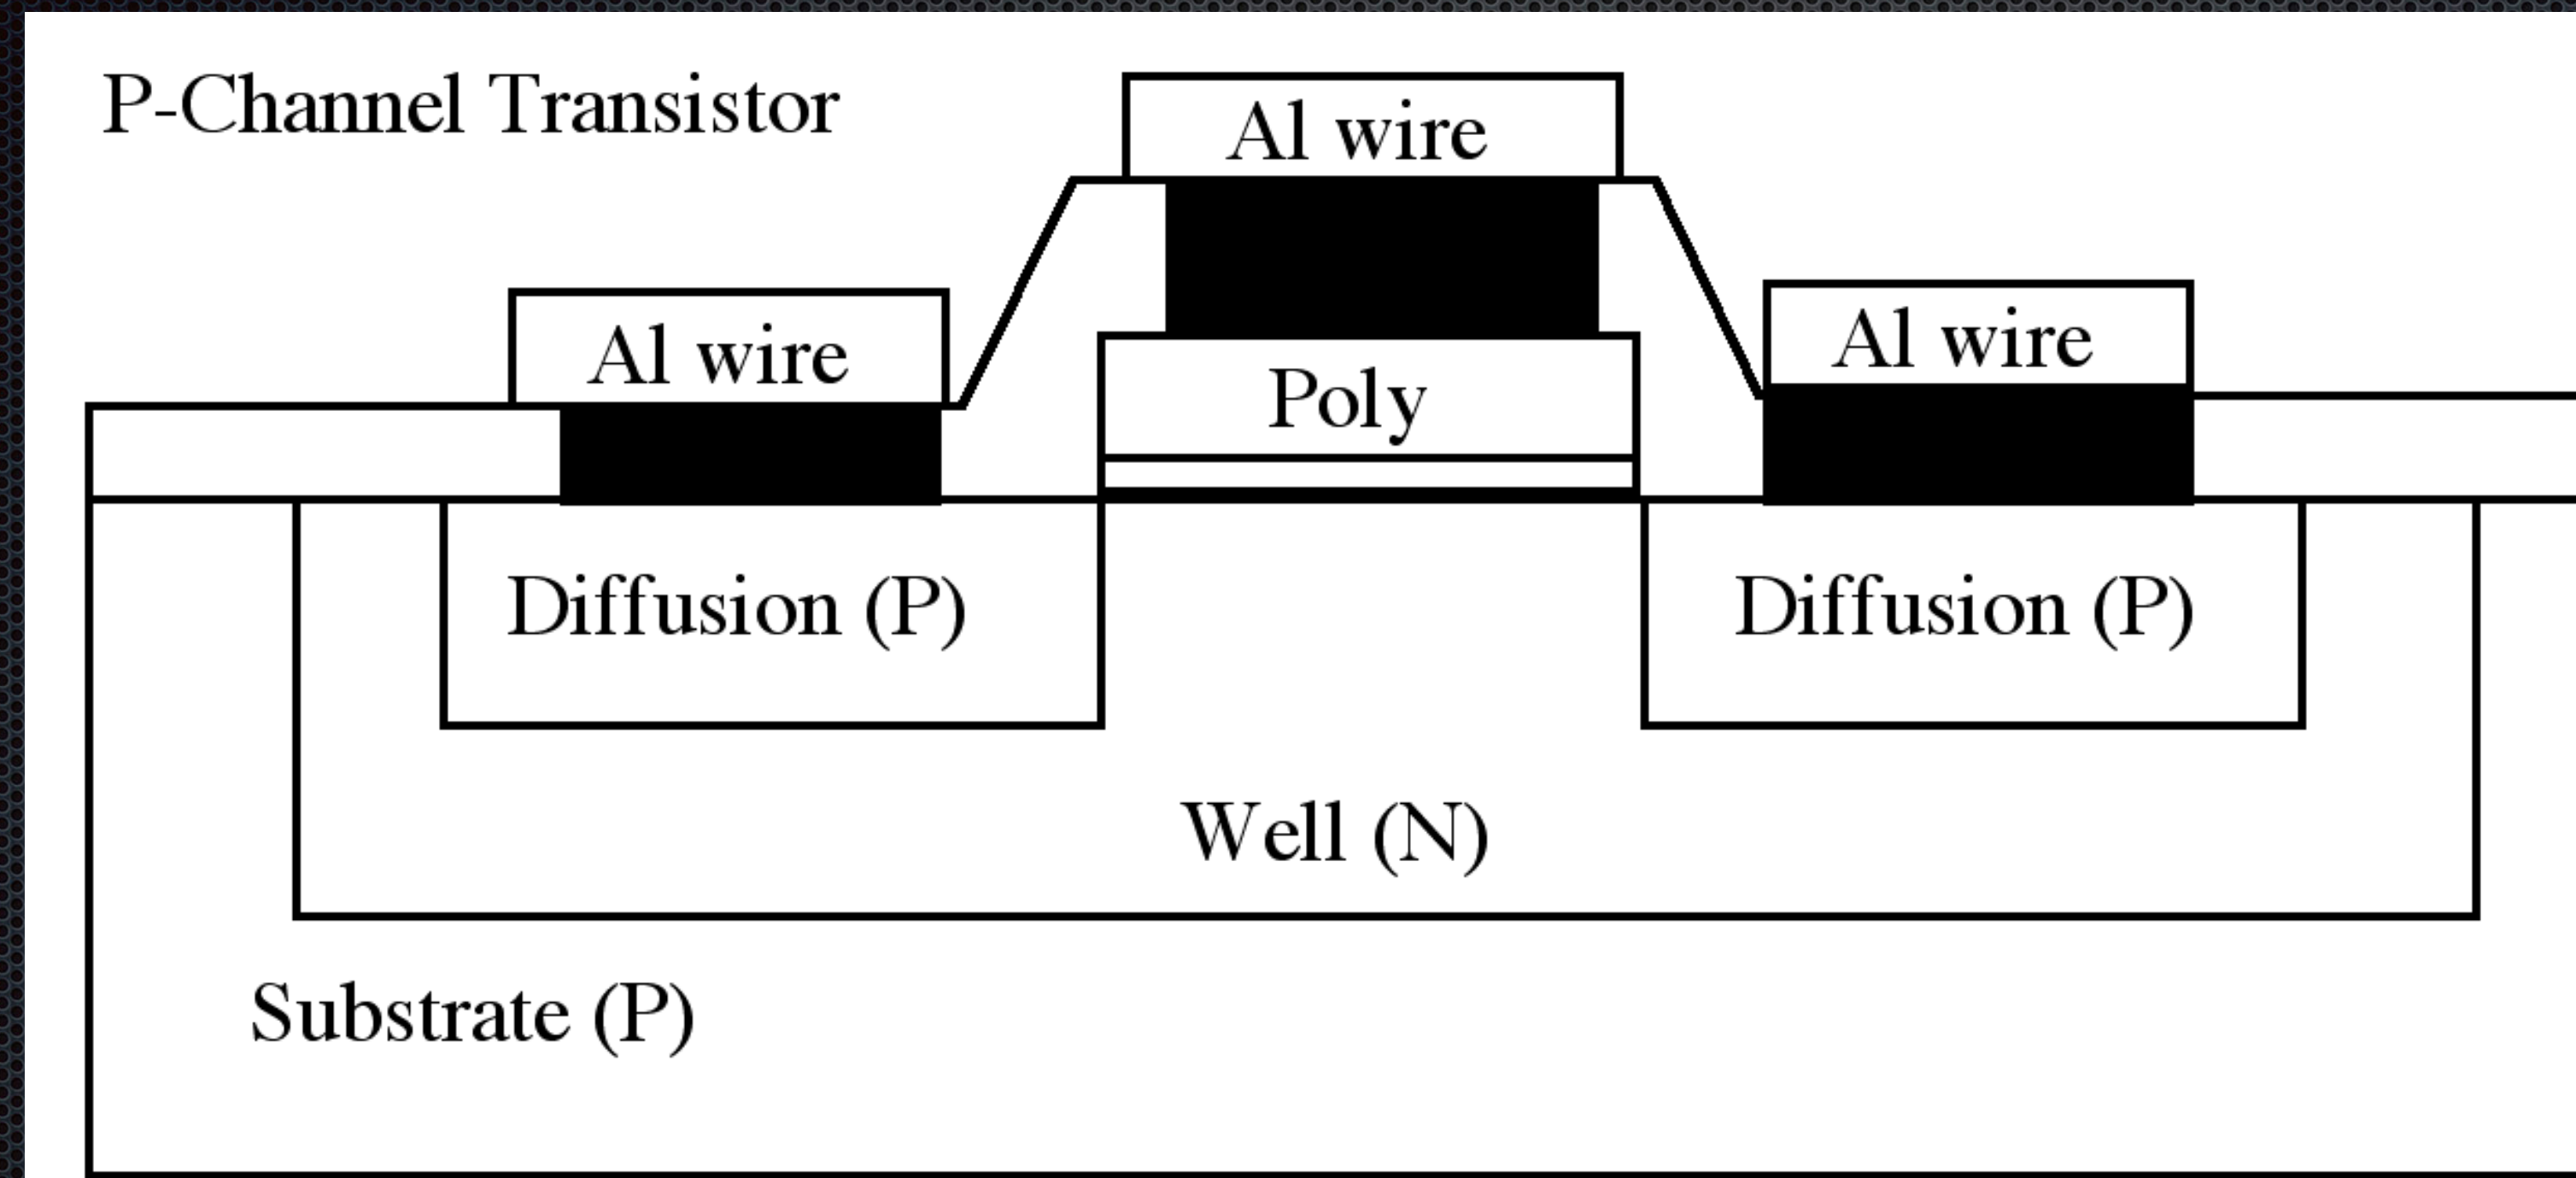 P-Channel Transistor
Al wire
Al wire
Al wire
Poly
Diffusion (P)
Diffusion (P)
Well (N)
Substrate (P)